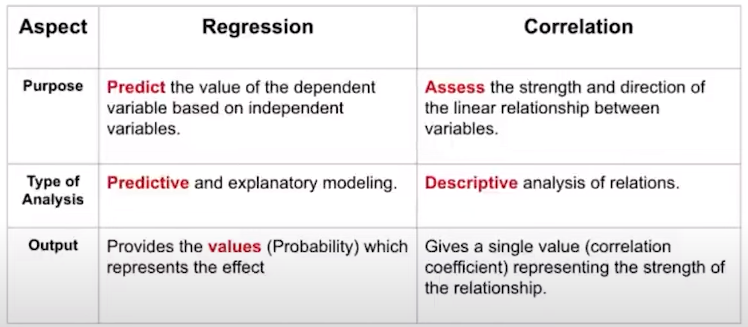 Aspect
Regression
Correlation
Purpose
Predict the value of the dependent
variable based on independent
variables.
Assess the strength and direction of
the linear relationship between
variables.
Type of
Analysis
Predictive and explanatory modeling.
Descriptive analysis of relations.
Output
Provides the values (Probability) which
represents the effect
Gives a single value (correlation
coefficient) representing the strength of
the relationship.